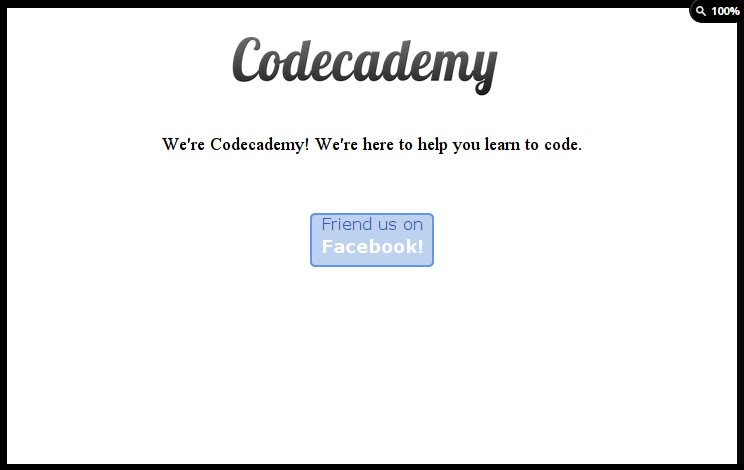 100%
Codecademy
We're Codecademy! We're here to help you learn to code.
Friend us on
Facebook!